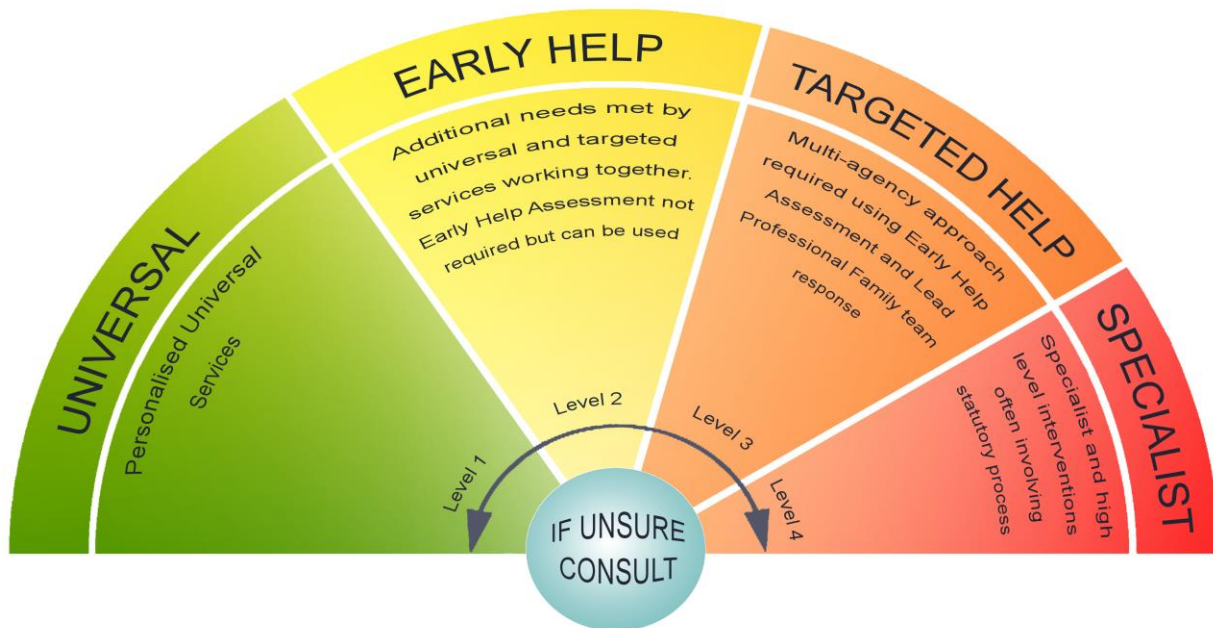 UNIVERSAL
Personalised Universal
Services
Level 1
EARLY HELP
Additional needs met by
universal and targeted
services working together.
Early Help Assessment not
required but can be used
Level 2
TARGETED HELP
Multi-agency approach
required using Early Help
Assessment and Lead
Professional Family team
response
Level 3
SPECIALIST
Specialist and high
level interventions
often involving
statutory process
Level 4
IF UNSURE
CONSULT